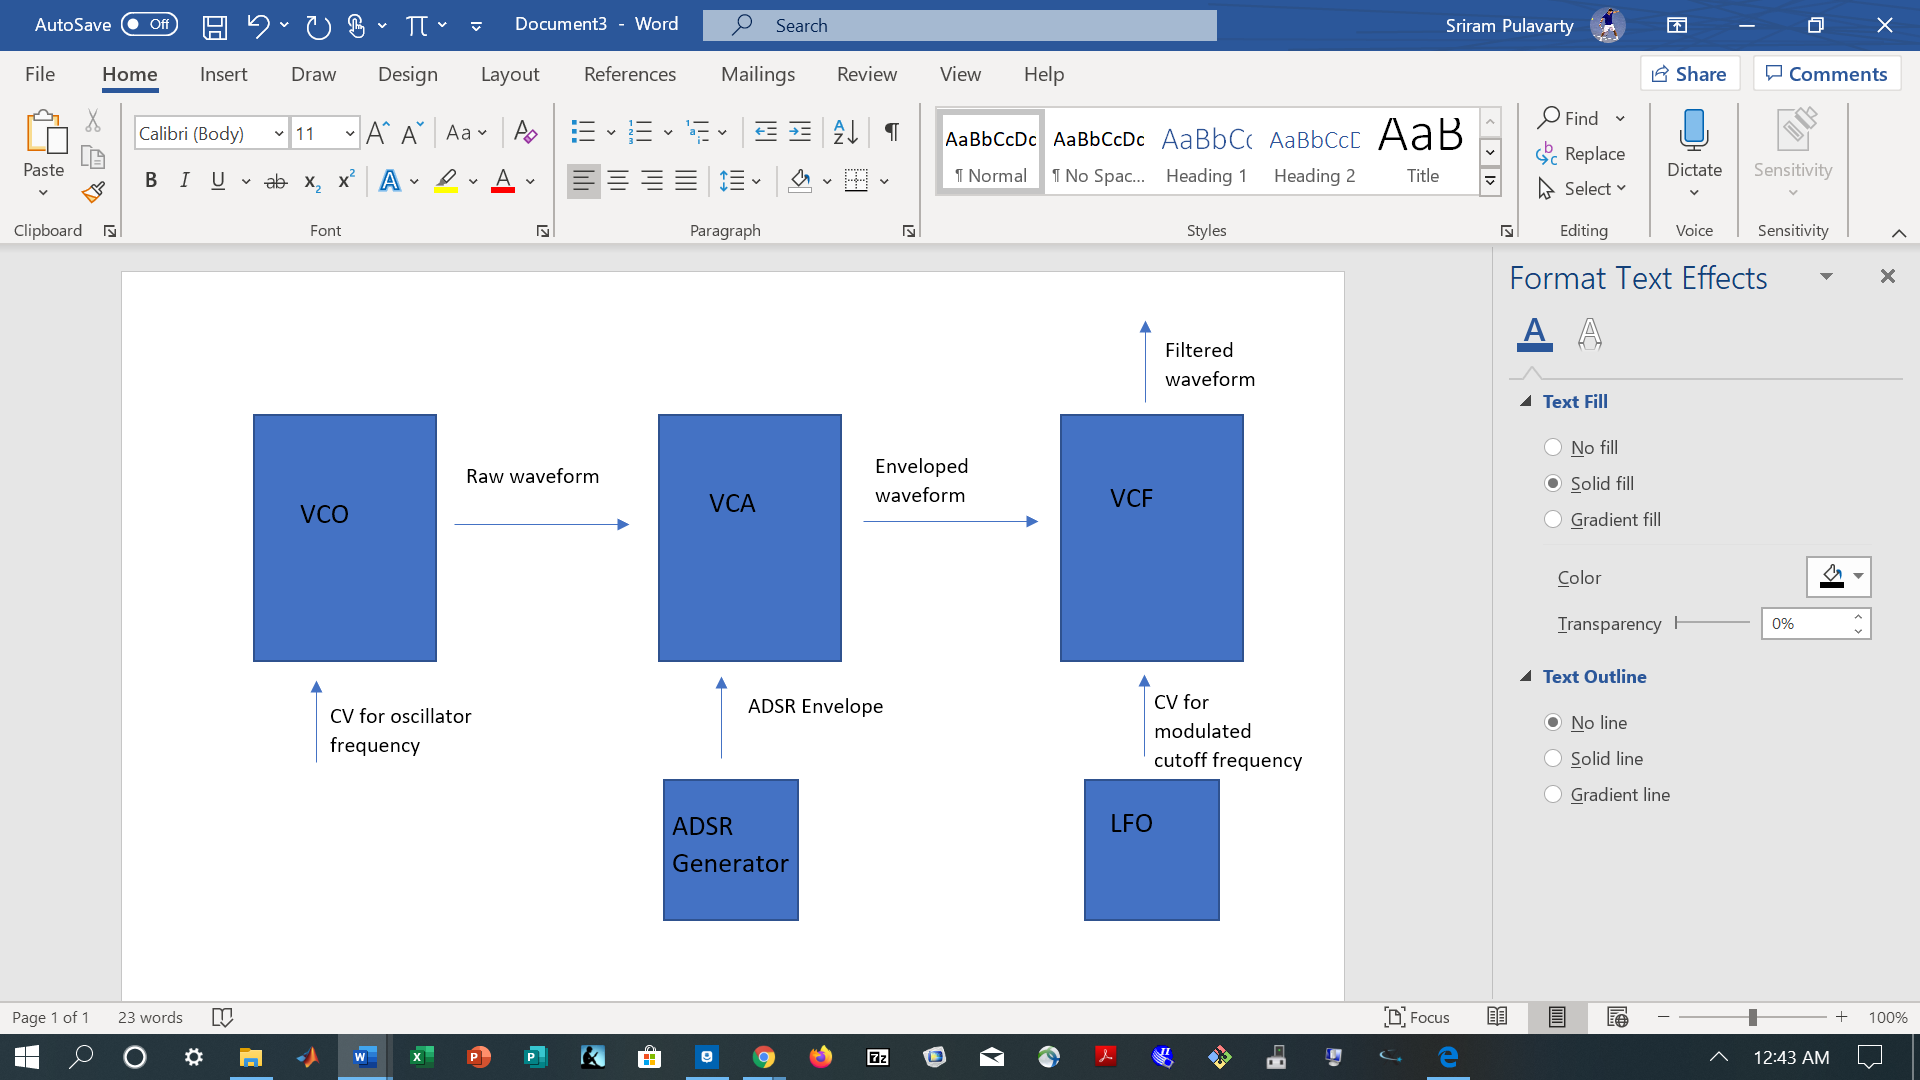 AutoSave Off Document3 - Word Search Sriram Pulavarty
File Home Insert Draw Design Layout References Mailings Review View Help Share Comments
Paste
Clipboard
Calibri (Body) 11 Aa
B I U ab x2 x2 A A
Font
Paragraph
AaBbCcDc AaBbCcDc AaBbCc AaBbCcD AaB
¶ Normal ¶ No Spac... Heading 1 Heading 2 Title
Styles
Find
Replace
Select
Editing
Dictate
Voice
Sensitivity
Sensitivity
Filtered
waveform
VCO
Raw waveform
VCA
Enveloped
waveform
VCF
CV for oscillator
frequency
ADSR Envelope
CV for
modulated
cutoff frequency
ADSR
Generator
LFO
Format Text Effects
A A
Text Fill
No fill
Solid fill
Gradient fill
Color
Transparency 0%
Text Outline
No line
Solid line
Gradient line
Page 1 of 1 23 words Focus 100%
12:43 AM